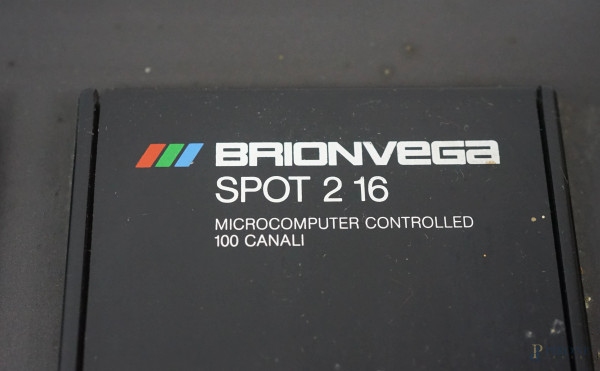 BRIONVEGA
SPOT 2 16
MICROCOMPUTER CONTROLLED
100 CANALI